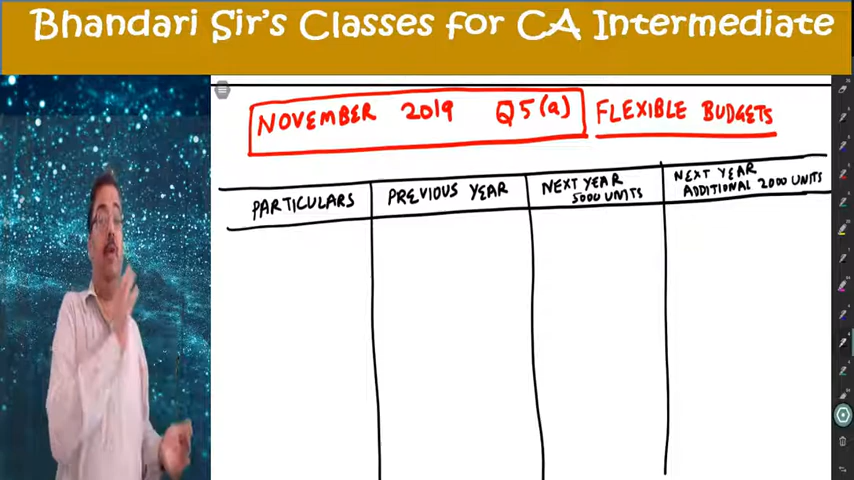 Bhandari Sir's Classes for CA Intermediate
NOVEMBER 2019 Q5(a) FLEXIBLE BUDGETS
PARTICULARS
PREVIOUS YEAR
NEXT YEAR
5000 UNITS
NEXT YEAR
ADDITIONAL 2000 UNITS